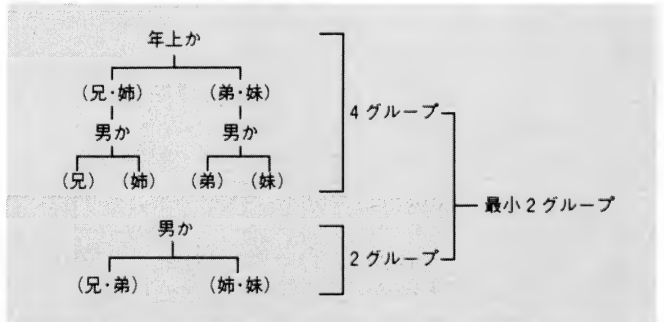 年上か
(兄·姉) (弟·妹)
男か 男か
4 グループ
(兄) (姉) (弟) (妹)
最小 2 グループ
男か
2 グループ
(兄·弟) (姉·妹)